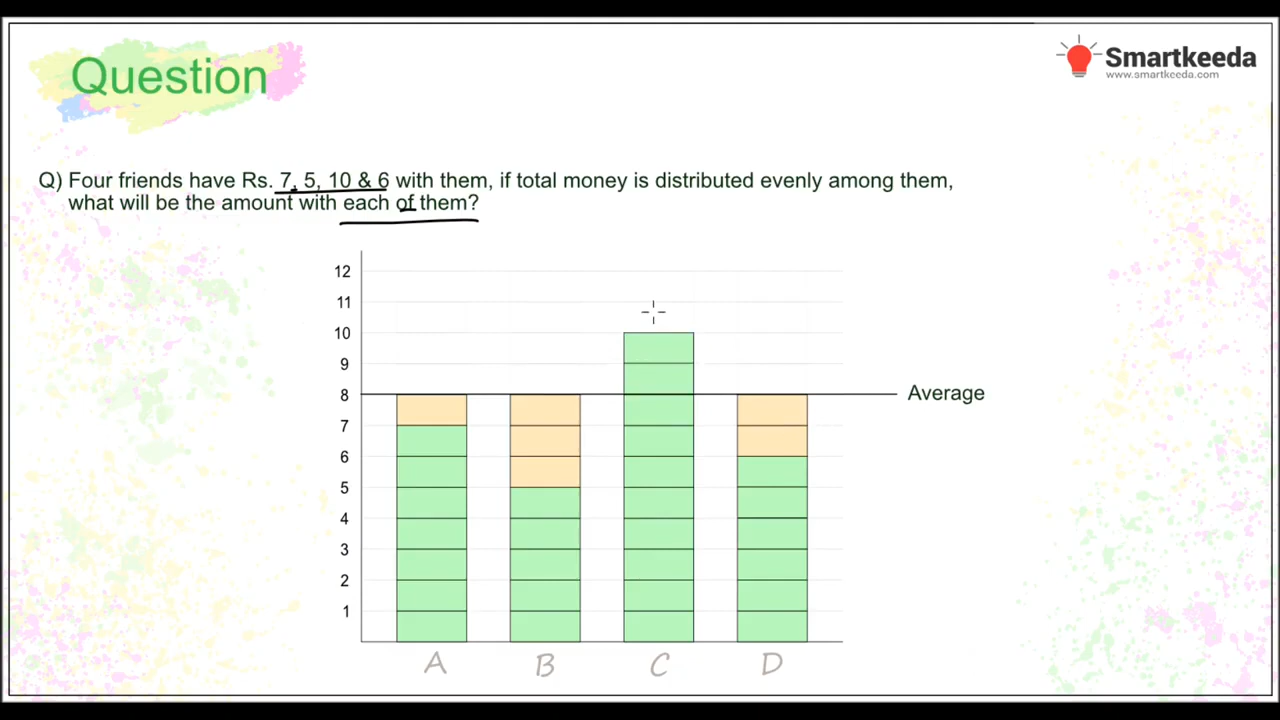 Question
Smartkeeda
www.smartkeeda.com
Q) Four friends have Rs. 7, 5, 10 & 6 with them, if total money is distributed evenly among them,
what will be the amount with each of them?
12
11
10
9
8
Average
7
6
5
4
3
2
1
A B C D